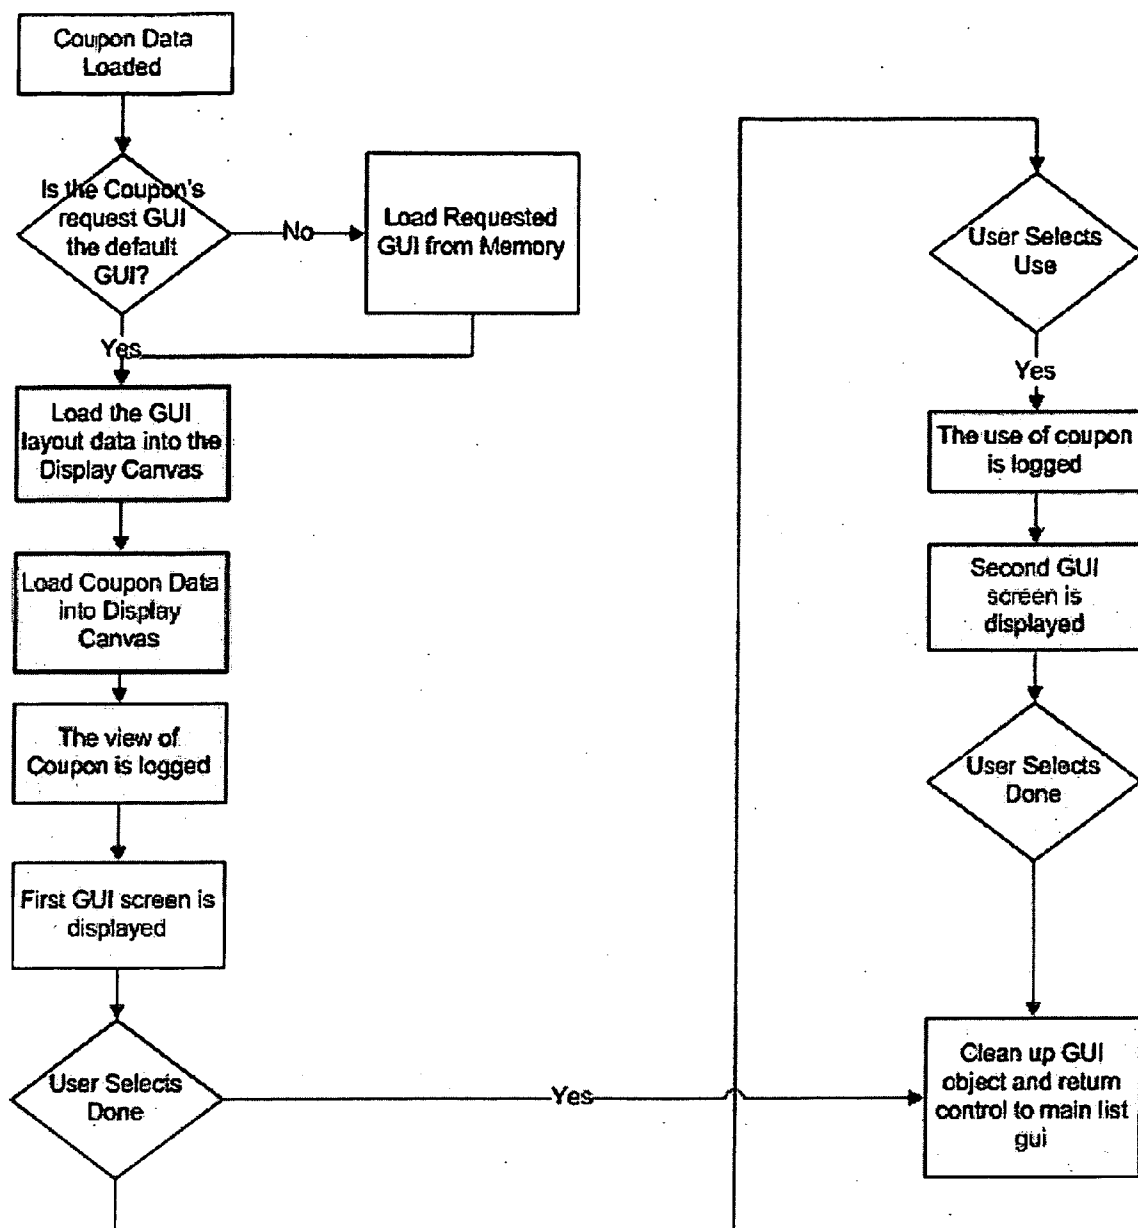 Coupon Data
Loaded
Is the Coupon's
request GUI
the default
GUI?
No
Load Requested
GUI from Memory
Yes
Load the GUI
layout data into the
Display Canvas
Load Coupon Data
into Display
Canvas
The view of
Coupon is logged
First GUI screen is
displayed
User Selects
Done
Yes
User Selects
Use
Yes
The use of coupon
is logged
Second GUI
screen is
displayed
User Selects
Done
Clean up GUI
object and return
control to main list
gui